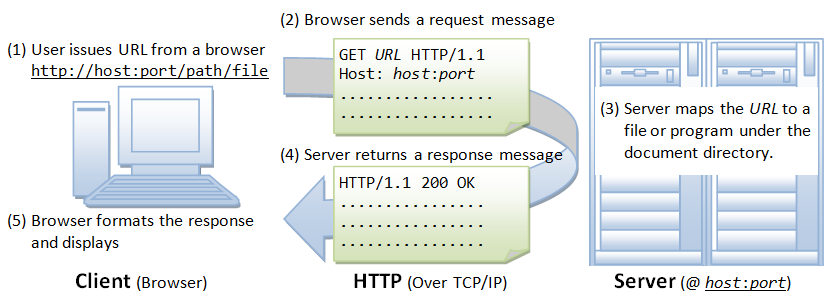 (1) User issues URL from a browser
http://host:port/path/file
(2) Browser sends a request message
GET URL HTTP/1.1
Host: host:port
................
................
(3) Server maps the URL to a
file or program under the
document directory.
(4) Server returns a response message
HTTP/1.1 200 OK
...............
...............
...............
(5) Browser formats the response
and displays
Client (Browser)
HTTP (Over TCP/IP)
Server (@ host:port)